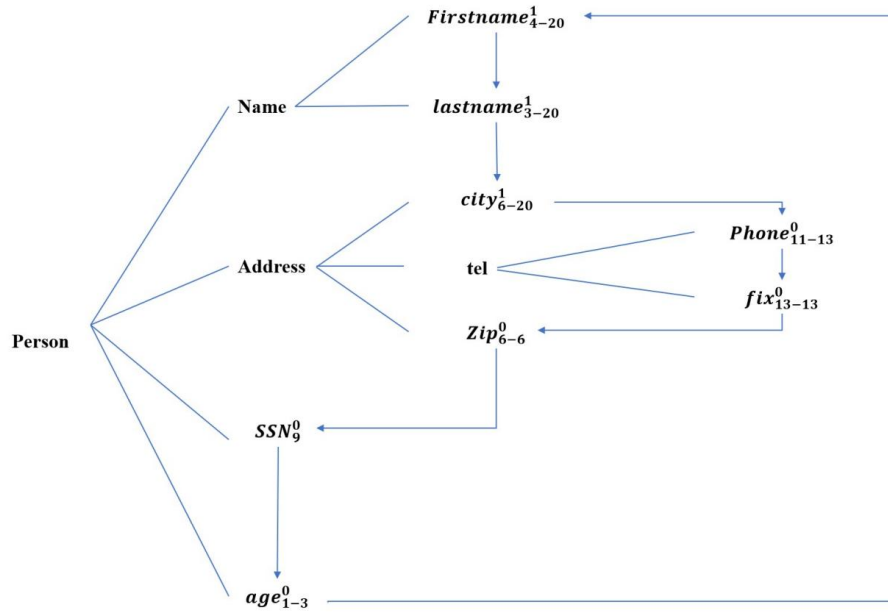 Firstname¹₄₋₂₀
Name
lastname¹₃₋₂₀
city¹₆₋₂₀
Phone⁰₁₁₋₁₃
Address
tel
fix⁰₁₃₋₁₃
Zip⁰₆₋₆
Person
SSN⁰₉
age⁰₁₋₃